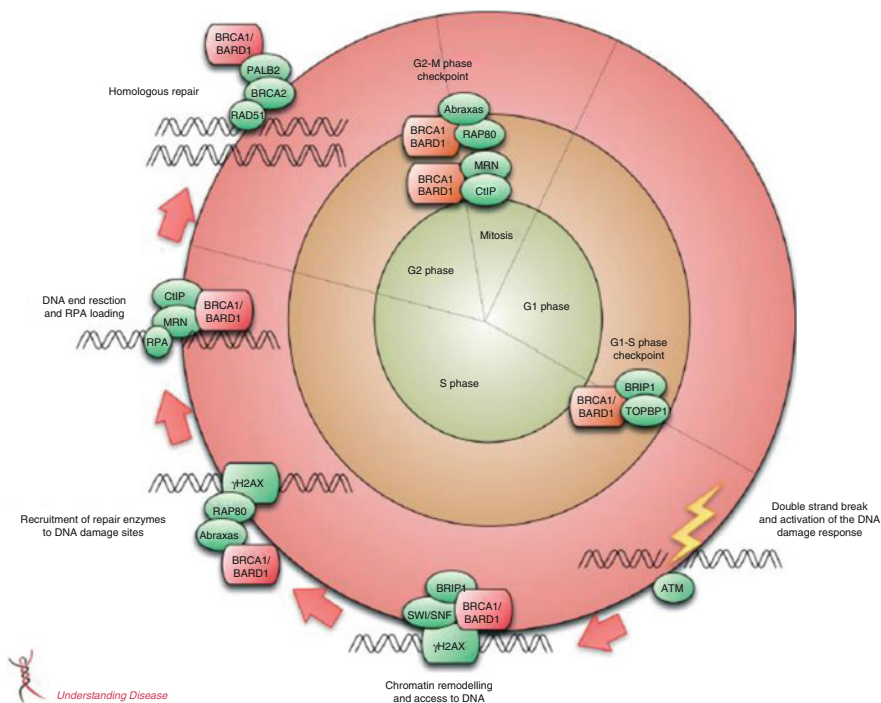 BRCA1/
BARD1
PALB2
BRCA2
RAD51
Homologous repair
G2-M phase
checkpoint
Abraxas
BRCA1
BARD1
RAP80
MRN
BRCA1
BARD1
CtIP
Mitosis
G2 phase
G1 phase
S phase
G1-S phase
checkpoint
BRIP1
BRCA1/
BARD1
TOPBP1
DNA end resction
and RPA loading
CtIP
BRCA1/
BARD1
MRN
RPA
γH2AX
RAP80
Abraxas
BRCA1/
BARD1
Recruitment of repair enzymes
to DNA damage sites
Double strand break
and activation of the DNA
damage response
ATM
BRIP1
SWI/SNF
BRCA1/
BARD1
γH2AX
Chromatin remodelling
and access to DNA
Understanding Disease